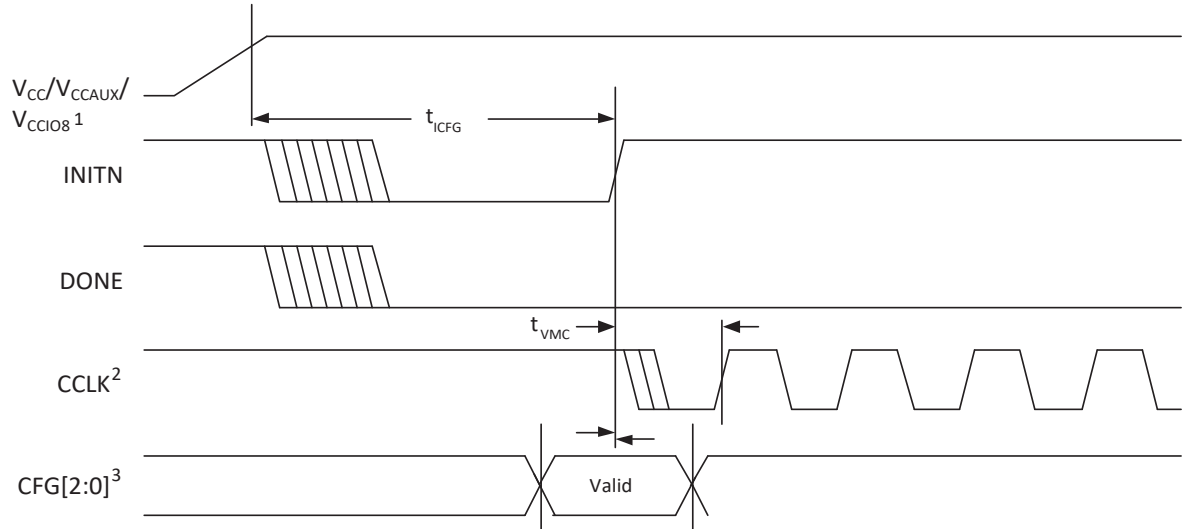 VCC/VCCAUX/
VCCIO8 1
tICFG
INITN
DONE
tVMC
CCLK2
CFG[2:0]3
Valid